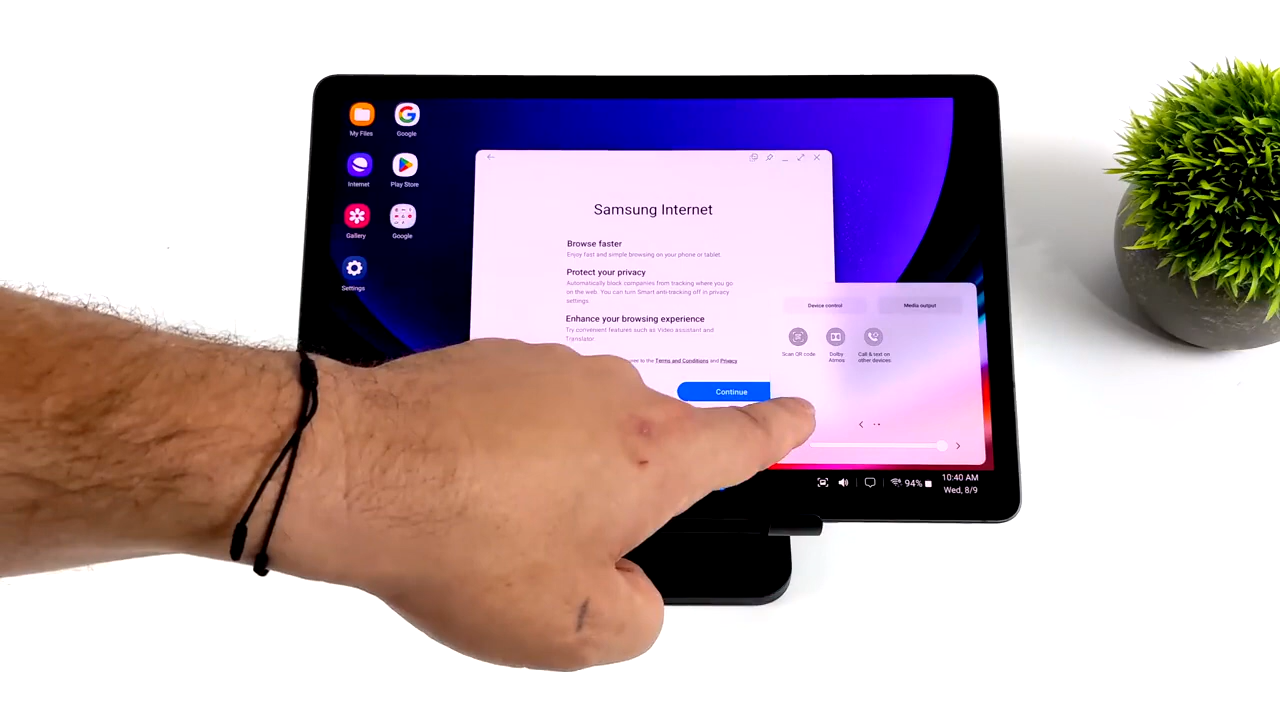 My Files
Google
Internet
Play Store
Gallery
Google
Settings
Samsung Internet
Browse faster
Enjoy fast and simple browsing on your phone or tablet.
Protect your privacy
Automatically block companies from tracking where you
go on the web. You can turn Smart anti-tracking off in privacy
settings.
Enhance your browsing experience
Try convenient features such as Video assistant and
Translator.
to the Terms and Conditions and Privacy
Continue
Device control
Media output
Scan QR code
Dolby
Atmos
Call & text on
other devices
94%
10:40 AM
Wed, 8/9